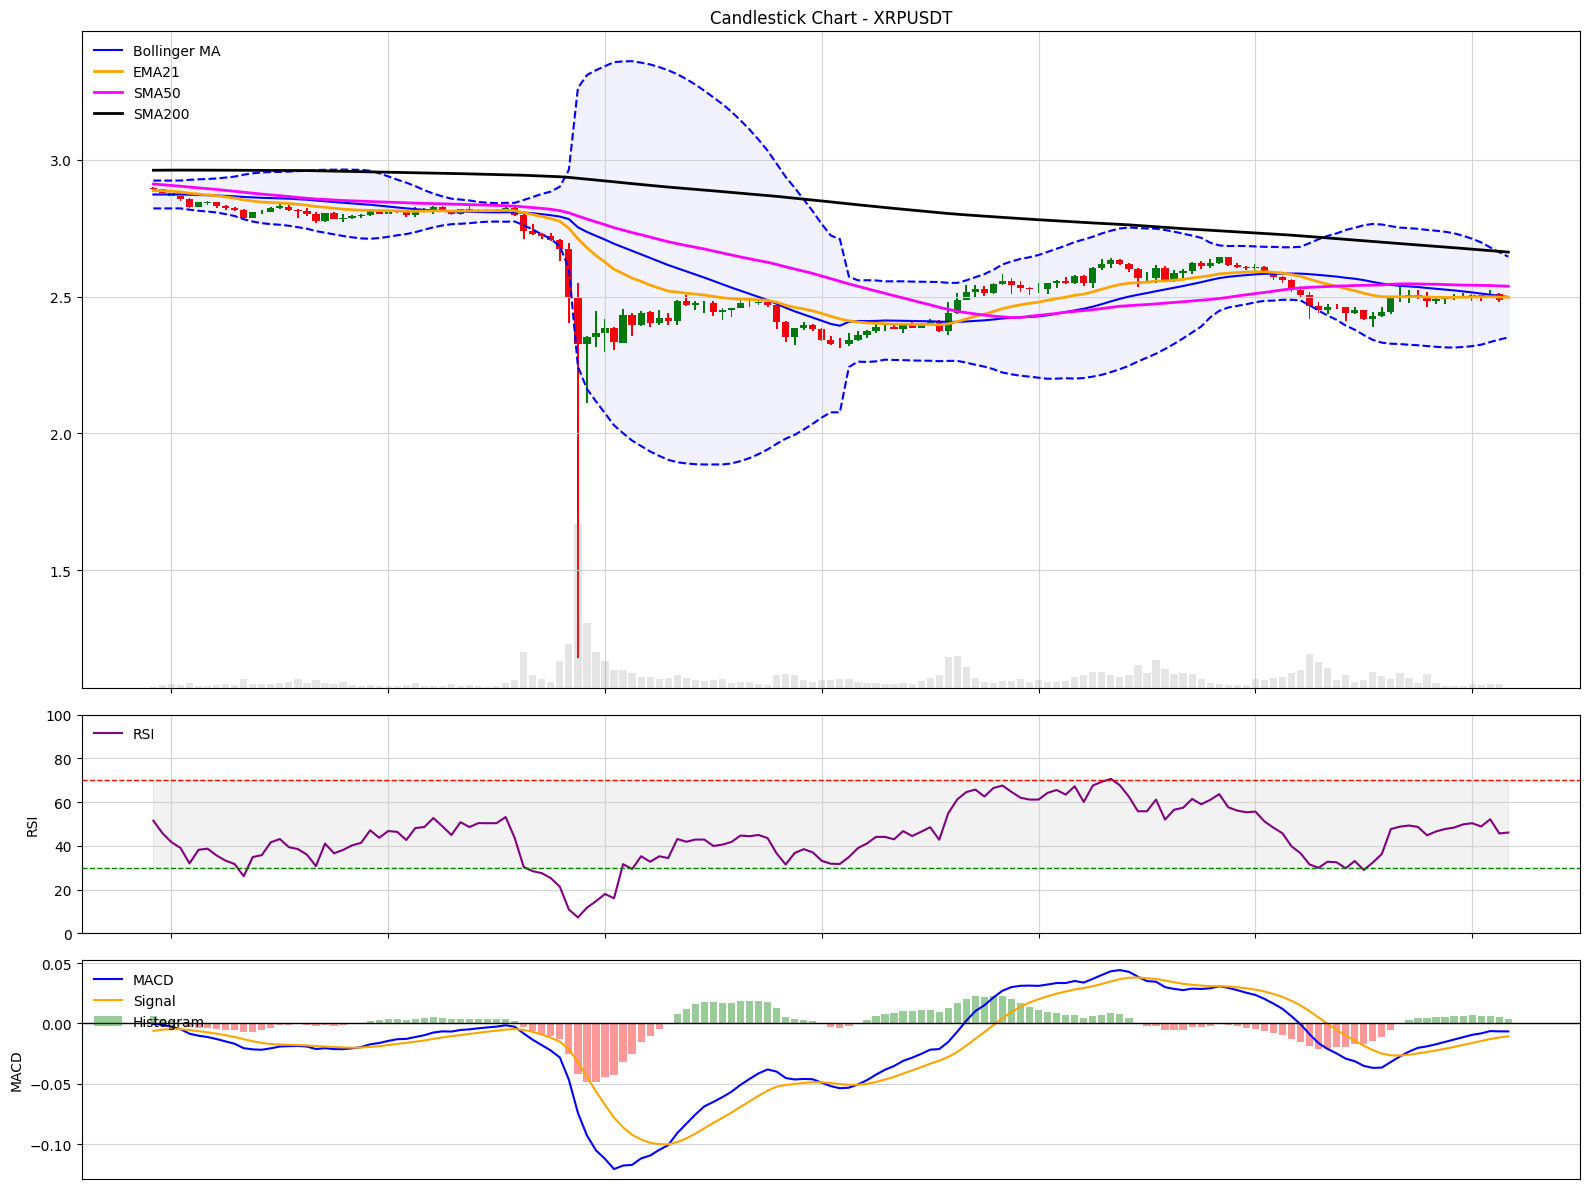 Candlestick Chart - XRPUSDT
Bollinger MA
EMA21
SMA50
SMA200
3.0
2.5
2.0
1.5
100
RSI
80
60
40
20
0
RSI
0.05
MACD
Signal
Histogram
0.00
−0.05
−0.10
MACD